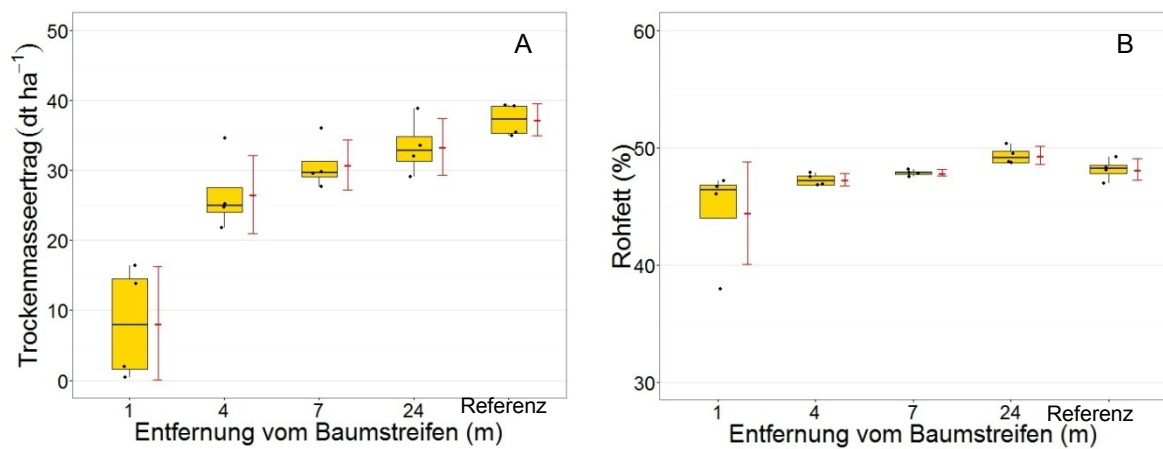 A
Trockenmasseertrag (dt ha⁻¹)
50
40
30
20
10
0
1 4 7 24 Referenz
Entfernung vom Baumstreifen (m)
B
Rohfett (%)
60
50
40
30
1 4 7 24 Referenz
Entfernung vom Baumstreifen (m)